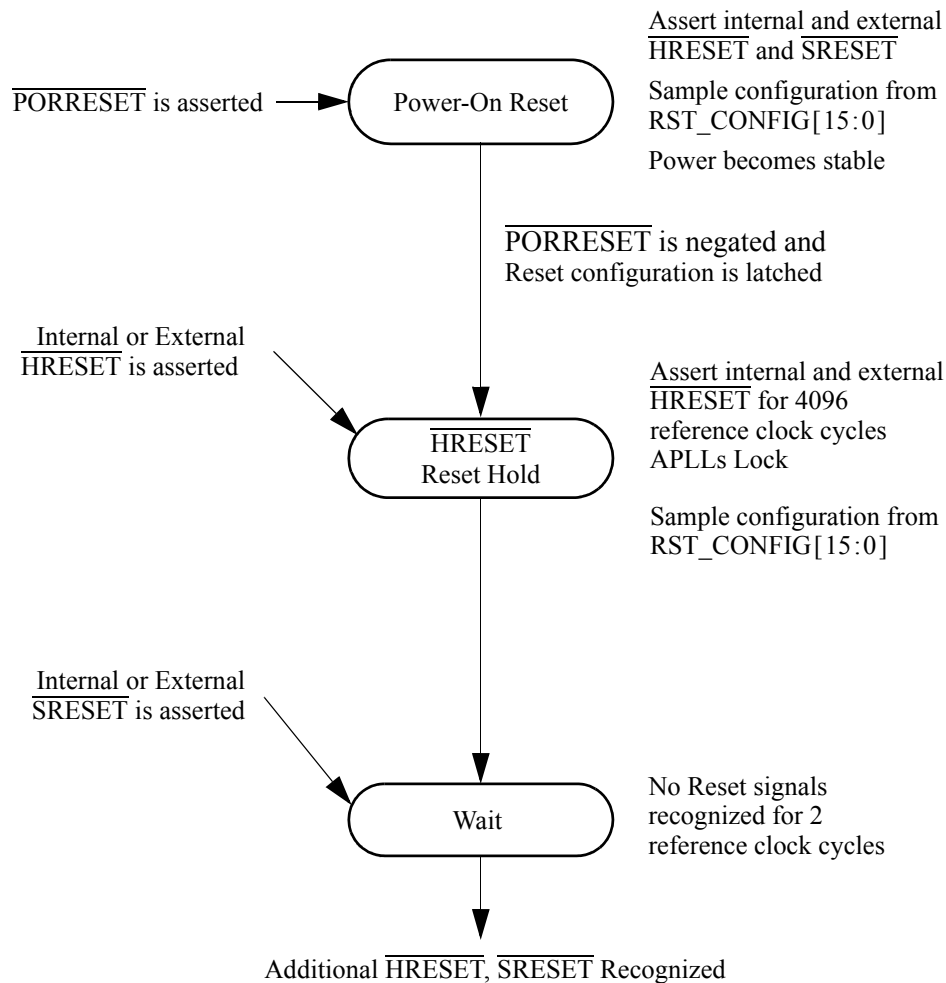 Assert internal and external
HRESET and SRESET
PORRESET is asserted
Power-On Reset
Sample configuration from
RST_CONFIG[15:0]
Power becomes stable
PORRESET is negated and
Reset configuration is latched
Internal or External
HRESET is asserted
Assert internal and external
HRESET for 4096
reference clock cycles
APLLs Lock
HRESET
Reset Hold
Sample configuration from
RST_CONFIG[15:0]
Internal or External
SRESET is asserted
Wait
No Reset signals
recognized for 2
reference clock cycles
Additional HRESET, SRESET Recognized